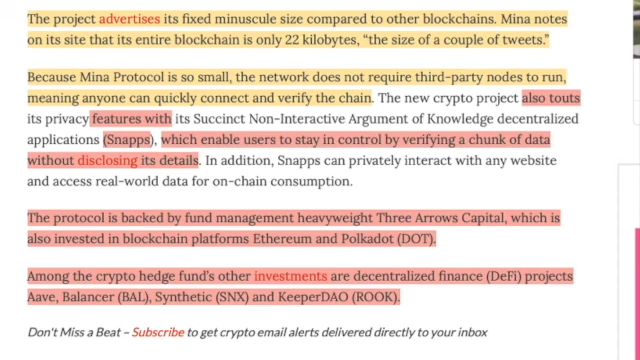 The project advertises its fixed minuscule size compared to other blockchains. Mina notes
on its site that its entire blockchain is only 22 kilobytes, “the size of a couple of tweets.”
Because Mina Protocol is so small, the network does not require third-party nodes to run,
meaning anyone can quickly connect and verify the chain. The new crypto project also touts
its privacy features with its Succinct Non-Interactive Argument of Knowledge decentralized
applications (Snapps), which enable users to stay in control by verifying a chunk of data
without disclosing its details. In addition, Snapps can privately interact with any website
and access real-world data for on-chain consumption.
The protocol is backed by fund management heavyweight Three Arrows Capital, which is
also invested in blockchain platforms Ethereum and Polkadot (DOT).
Among the crypto hedge fund’s other investments are decentralized finance (DeFi) projects
Aave, Balancer (BAL), Synthetic (SNX) and KeeperDAO (ROOK).
Don't Miss a Beat – Subscribe to get crypto email alerts delivered directly to your inbox